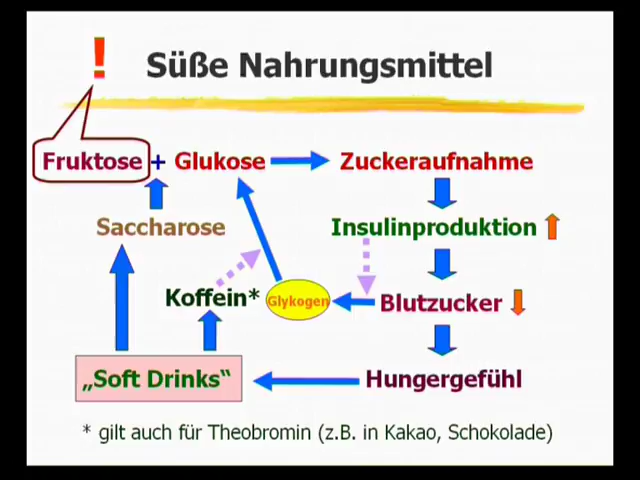 !
Süße Nahrungsmittel
Fruktose + Glukose
Zuckeraufnahme
Saccharose
Insulinproduktion
Koffein*
Glykogen
Blutzucker
„Soft Drinks“
Hungergefühl
* gilt auch für Theobromin (z.B. in Kakao, Schokolade)